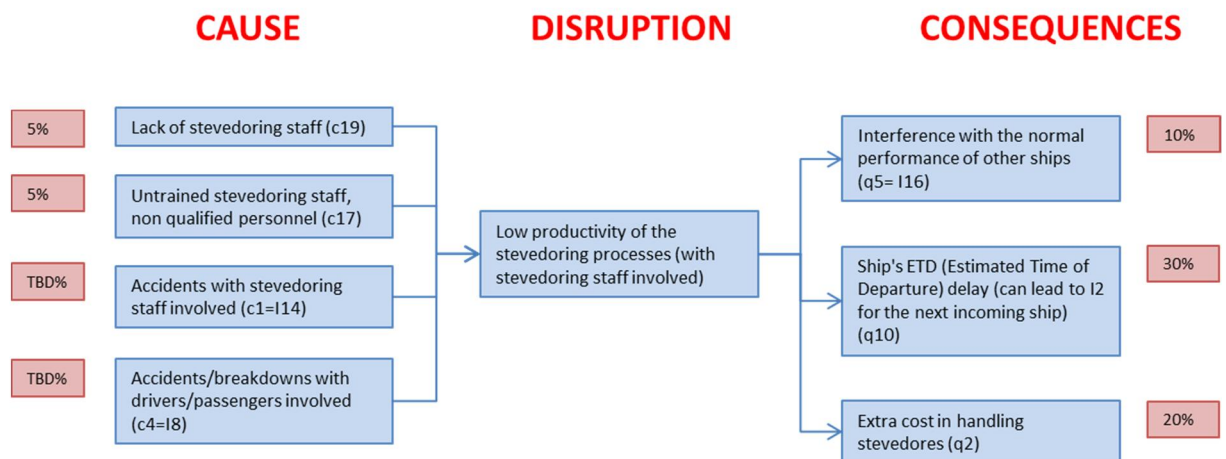 CAUSE
DISRUPTION
CONSEQUENCES
5%
Lack of stevedoring staff (c19)
5%
Untrained stevedoring staff,
non qualified personnel (c17)
TBD%
Accidents with stevedoring
staff involved (c1=I14)
TBD%
Accidents/breakdowns with
drivers/passengers involved
(c4=I8)
Low productivity of the
stevedoring processes (with
stevedoring staff involved)
Interference with the normal
performance of other ships
(q5= I16)
10%
Ship's ETD (Estimated Time of
Departure) delay (can lead to I2
for the next incoming ship)
(q10)
30%
Extra cost in handling
stevedores (q2)
20%